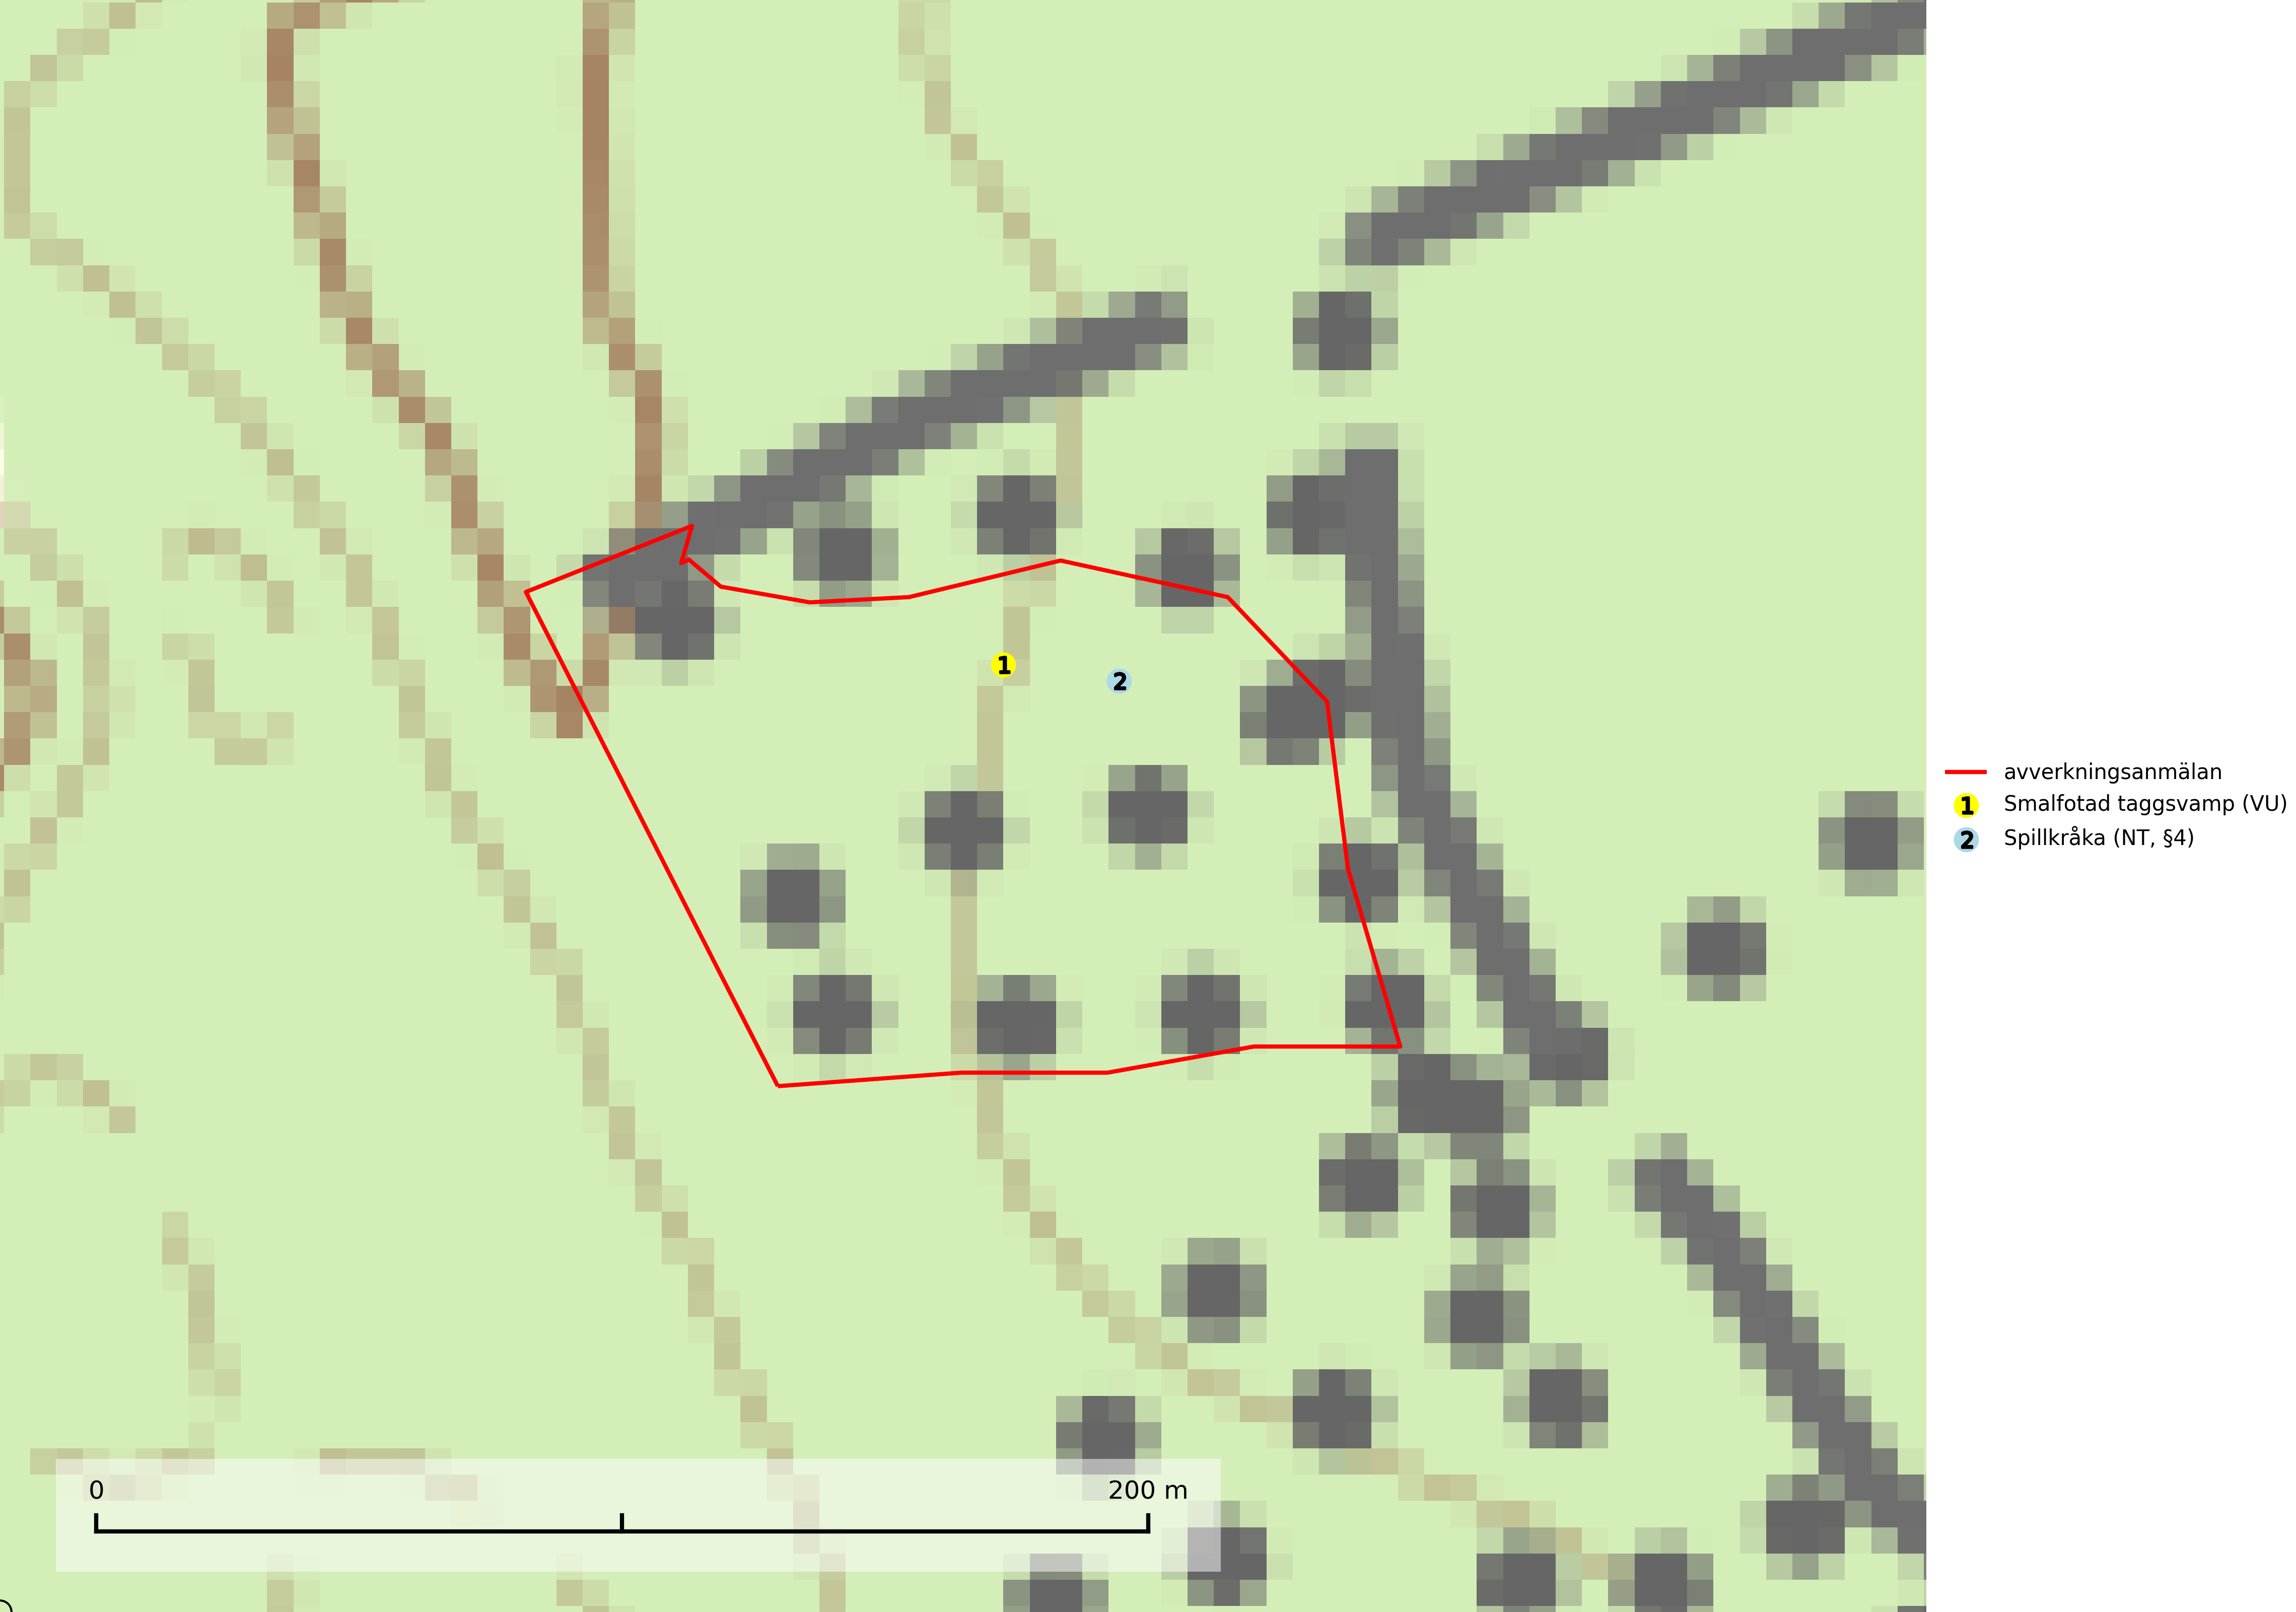 1
2
avverkningsanmälan
1 Smalfotad taggsvamp (VU)
2 Spillkråka (NT, §4)
0 200 m